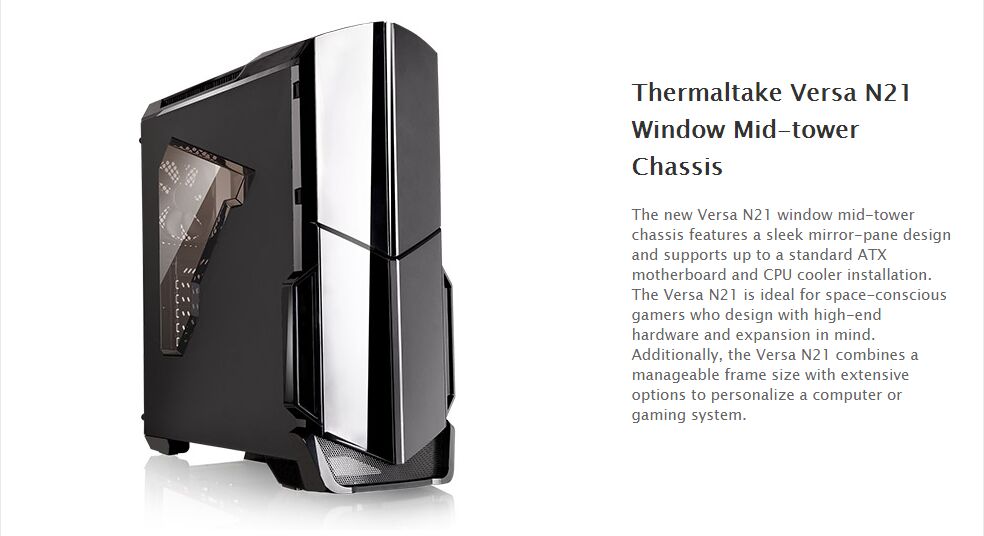 Thermaltake Versa N21
Window Mid-tower
Chassis
The new Versa N21 window mid-tower
chassis features a sleek mirror-pane design
and supports up to a standard ATX
motherboard and CPU cooler installation.
The Versa N21 is ideal for space-conscious
gamers who design with high-end
hardware and expansion in mind.
Additionally, the Versa N21 combines a
manageable frame size with extensive
options to personalize a computer or
gaming system.